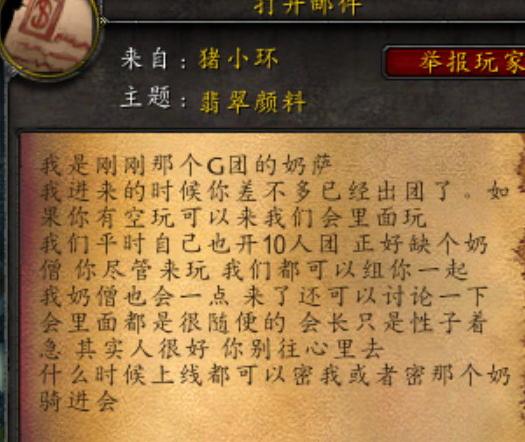 打开邮件
来自：猪小环
举报玩家
主题：翡翠颜料
我是刚刚那个G团的奶萨
我进来的时候你差不多已经出团了。如
果你有空玩可以来我们会里面玩
我们平时自己也开10人团 正好缺个奶
僧 你尽管来玩 我们都可以组你一起
我奶僧也会一点 来了还可以讨论一下
会里面都是很随便的 会长只是性子着
急 其实人很好 你别往心里去
什么时候上线都可以密我或者密那个奶
骑进会